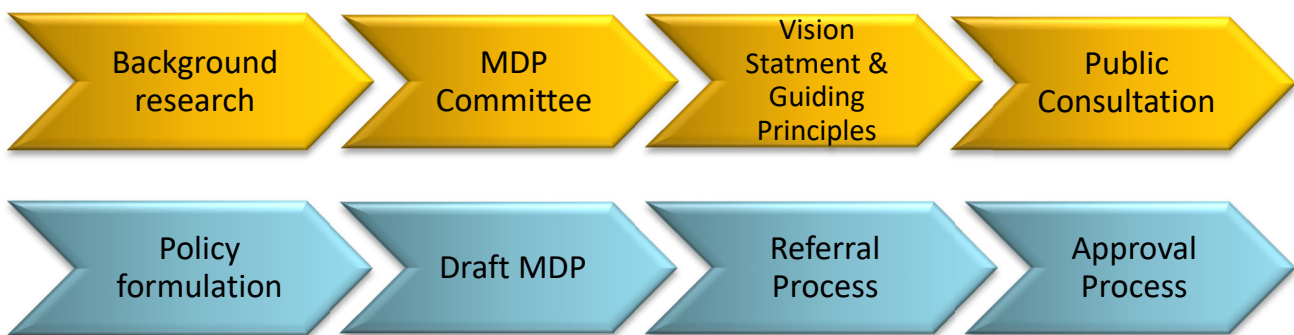 Background
research
MDP
Committee
Vision
Statment &
Guiding
Principles
Public
Consultation
Policy
formulation
Draft MDP
Referral
Process
Approval
Process